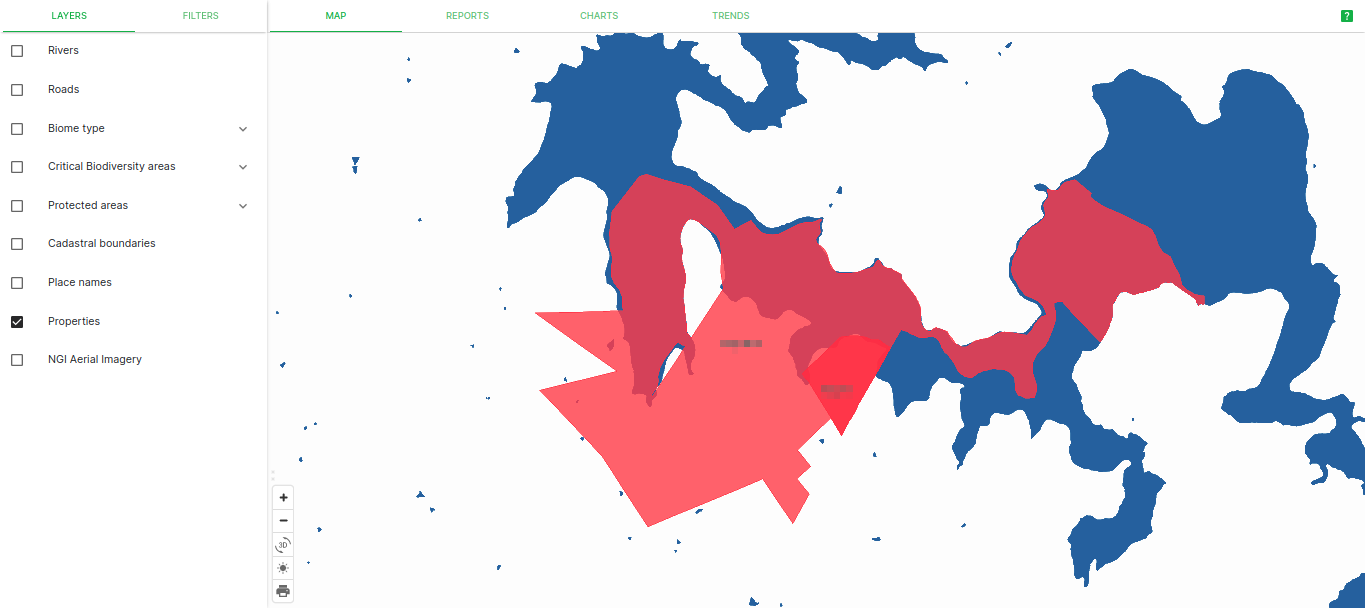 LAYERS FILTERS MAP REPORTS CHARTS TRENDS ?
Rivers
Roads
Biome type
Critical Biodiversity areas
Protected areas
Cadastral boundaries
Place names
Properties
NGI Aerial Imagery
+
−
3D